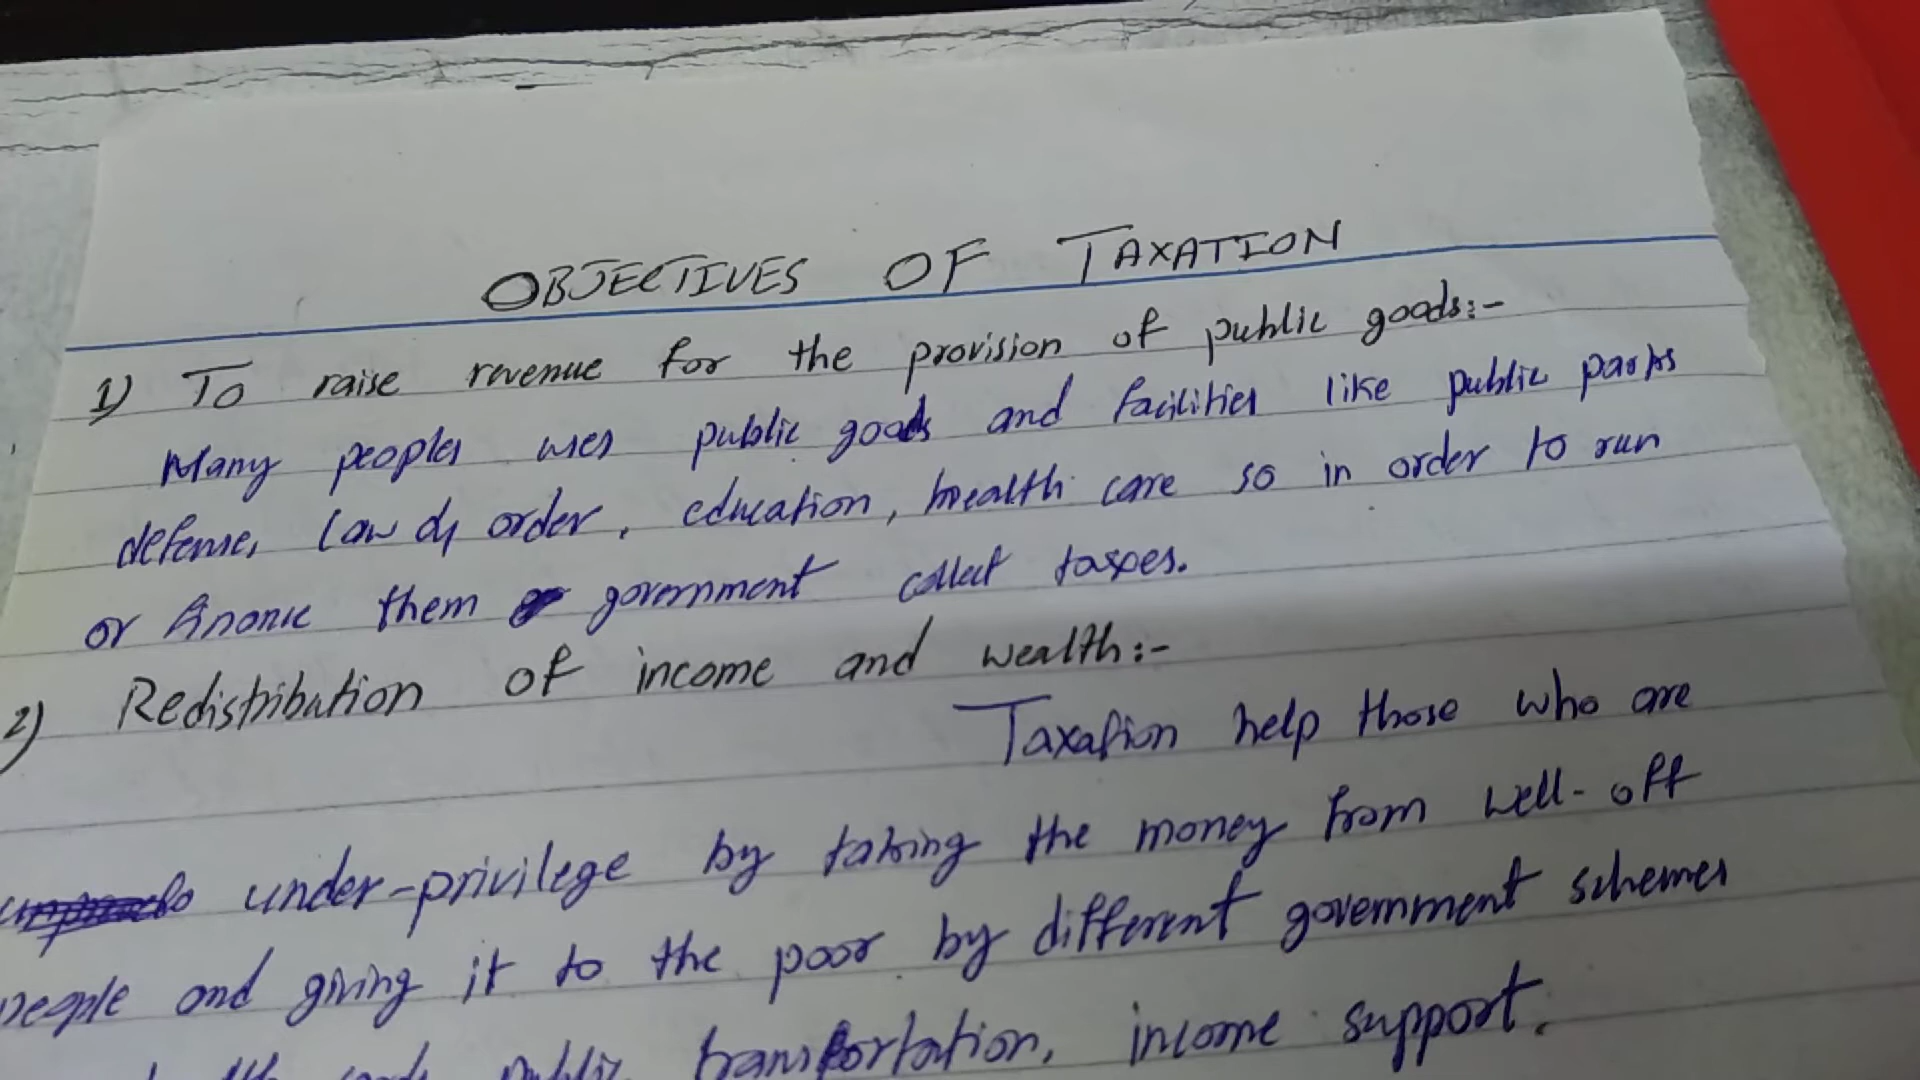 OBJECTIVES OF TAXATION
1) To raise revenue for the provision of public goods:-
Many peoples uses public goods and facilities like public parks
defense, law & order, education, health care so in order to run
or finance them government collect taxes.
2) Redistribution of income and wealth:-
Taxation help those who are
under-privilege by taking the money from well-off
people and giving it to the poor by different government schemes
public transportation, income support.